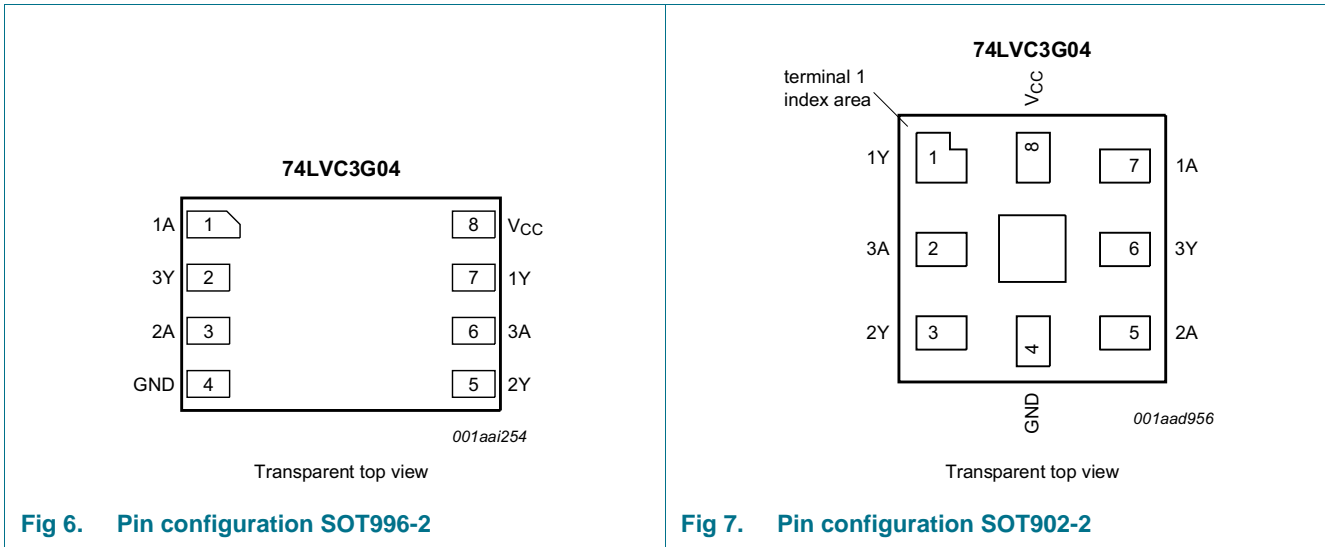 74LVC3G04
1A 1 8 VCC
3Y 2 7 1Y
2A 3 6 3A
GND 4 5 2Y
001aai254
Transparent top view
Fig 6. Pin configuration SOT996-2
74LVC3G04
terminal 1
index area
VCC
1Y 1 8 7 1A
3A 2 6 3Y
2Y 3 4 5 2A
GND
001aad956
Transparent top view
Fig 7. Pin configuration SOT902-2